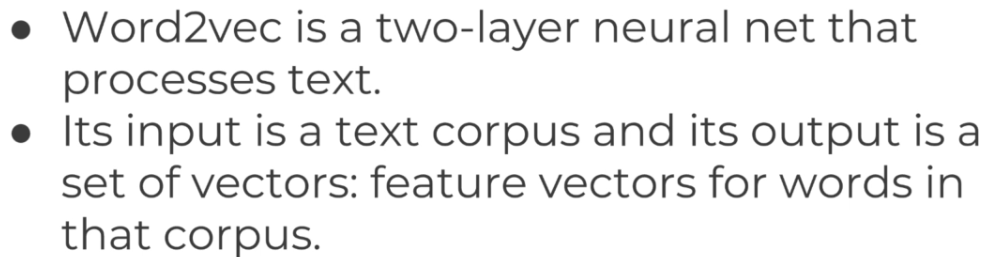 ● Word2vec is a two-layer neural net that
processes text.
● Its input is a text corpus and its output is a
set of vectors: feature vectors for words in
that corpus.